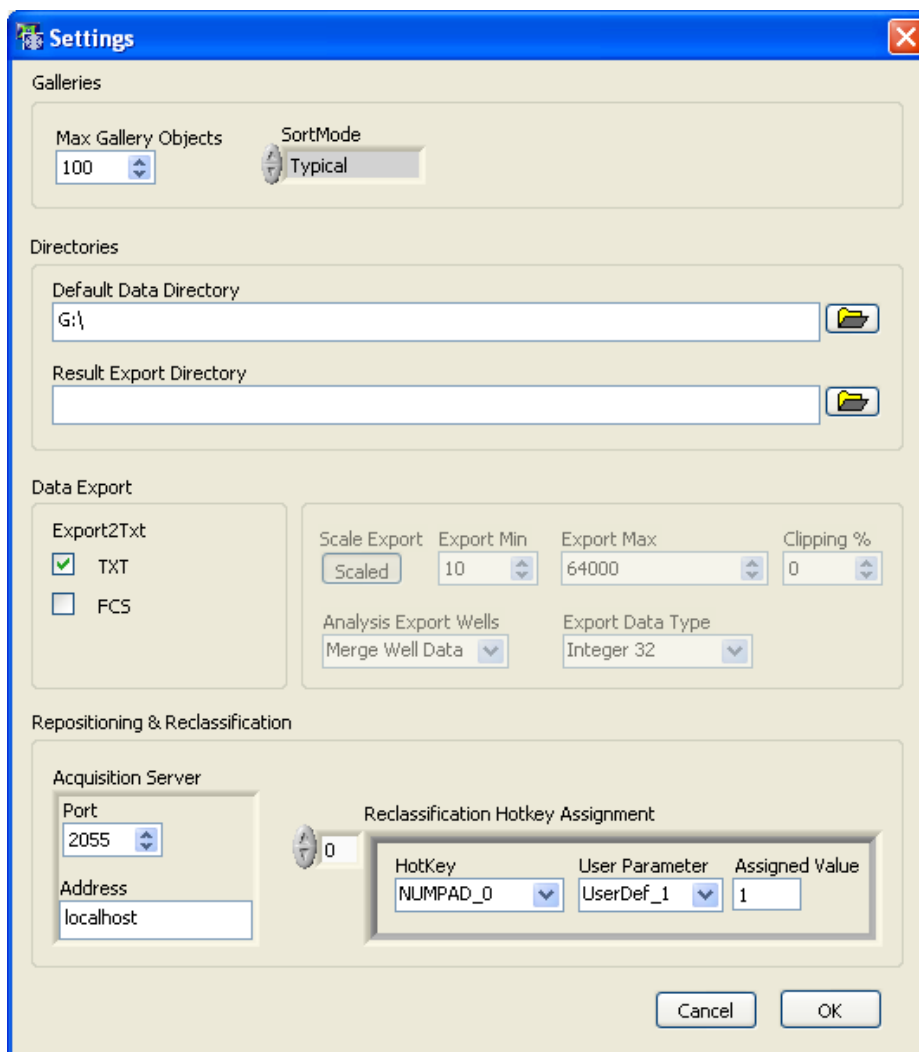 Settings
Galleries
Max Gallery Objects
100
SortMode
Typical
Directories
Default Data Directory
G:\
Result Export Directory
Data Export
Export2Txt
TXT
FCS
Scale Export Export Min Export Max Clipping %
Scaled 10 64000 0
Analysis Export Wells Export Data Type
Merge Well Data Integer 32
Repositioning & Reclassification
Acquisition Server
Port
2055
Address
localhost
Reclassification Hotkey Assignment
0
HotKey User Parameter Assigned Value
NUMPAD_0 UserDef_1 1
Cancel OK